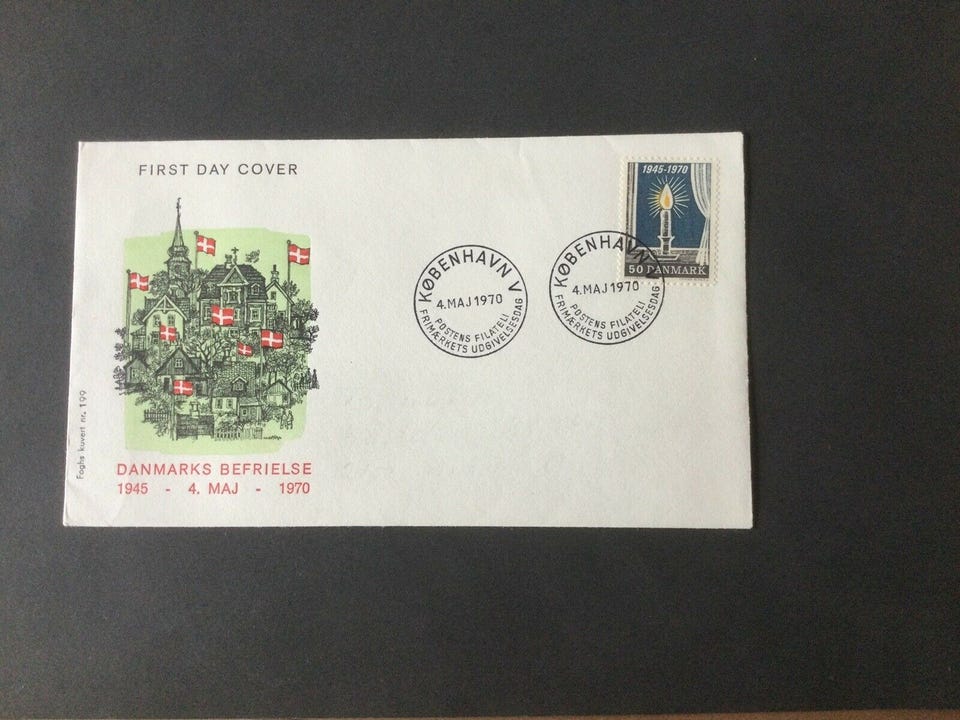 FIRST DAY COVER
1945-1970
50 DANMARK
KØBENHAVN V
4. MAJ 1970
POSTENS FILATELI
FRIMÆRKETS UDGIVELSESDAG
KØBENHAVN V
4. MAJ 1970
POSTENS FILATELI
FRIMÆRKETS UDGIVELSESDAG
Foghs kuvert nr. 199
DANMARKS BEFRIELSE
1945 - 4. MAJ - 1970